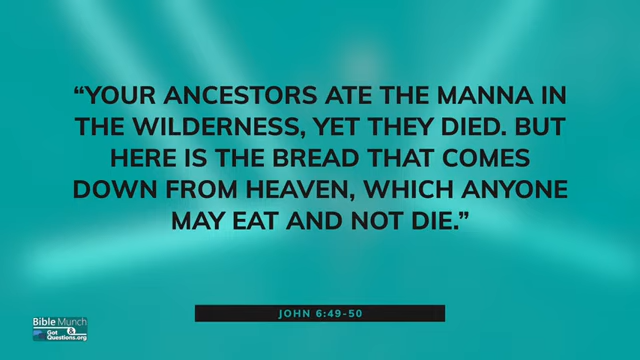 “YOUR ANCESTORS ATE THE MANNA IN
THE WILDERNESS, YET THEY DIED. BUT
HERE IS THE BREAD THAT COMES
DOWN FROM HEAVEN, WHICH ANYONE
MAY EAT AND NOT DIE.”
JOHN 6:49-50
Bible Munch
&
Got
Questions.org